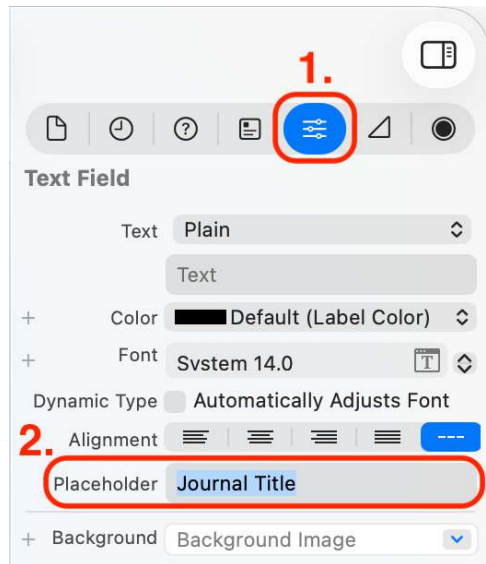 1.
Text Field
Text Plain
Text
+ Color Default (Label Color)
+ Font System 14.0 T
Dynamic Type Automatically Adjusts Font
2. Alignment
Placeholder Journal Title
+ Background Background Image